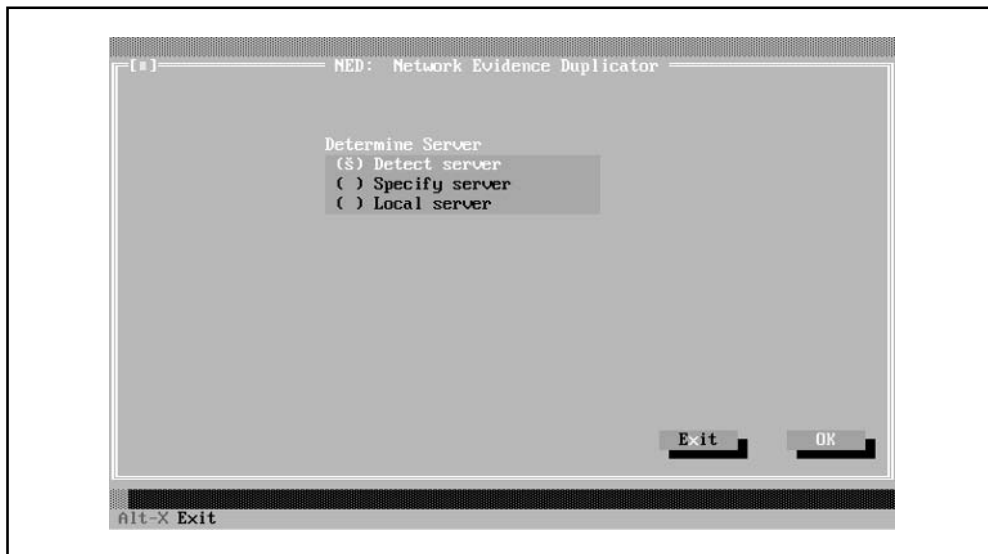 [■] NED: Network Evidence Duplicator
Determine Server
(š) Detect server
( ) Specify server
( ) Local server
Exit OK
Alt-X Exit